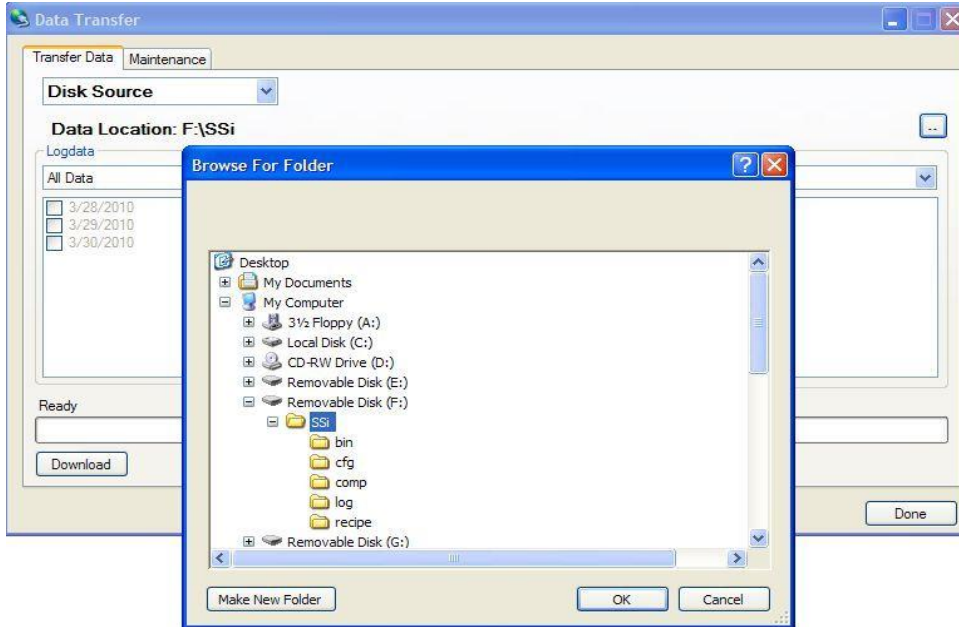 Data Transfer
Transfer Data Maintenance
Disk Source
Data Location: F:\SSi
..
Logdata
All Data
3/28/2010
3/29/2010
3/30/2010
Ready
Download
Done
Browse For Folder
Desktop
My Documents
My Computer
3½ Floppy (A:)
Local Disk (C:)
CD-RW Drive (D:)
Removable Disk (E:)
Removable Disk (F:)
SSi
bin
cfg
comp
log
recipe
Removable Disk (G:)
Make New Folder OK Cancel